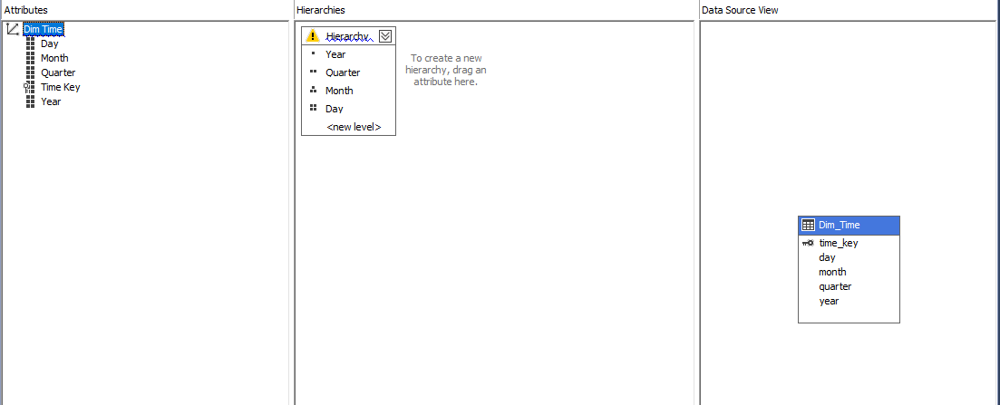 Attributes
Dim Time
Day
Month
Quarter
Time Key
Year
Hierarchies
Hierarchy
Year
Quarter
Month
Day
<new level>
To create a new
hierarchy, drag an
attribute here.
Data Source View
Dim_Time
time_key
day
month
quarter
year